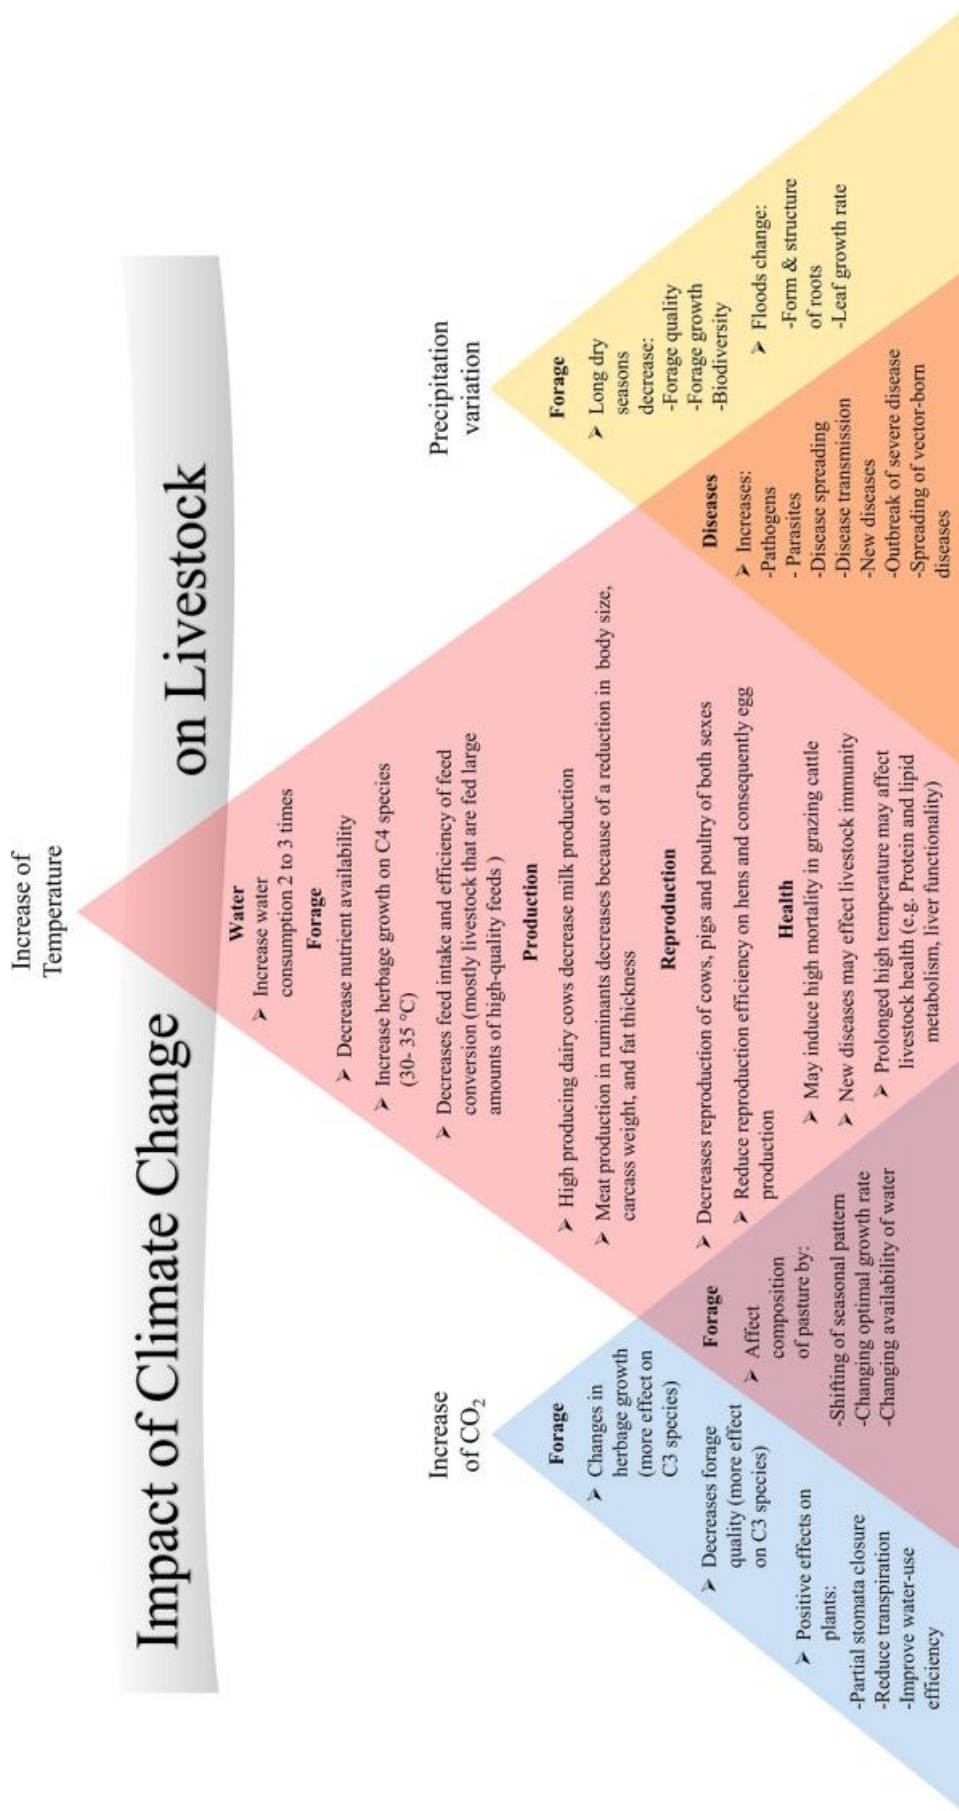 Impact of Climate Change on Livestock
Increase of
Temperature
Water
➤ Increase water
consumption 2 to 3 times
Forage
➤ Decrease nutrient availability
➤ Increase herbage growth on C4 species
(30- 35 °C)
➤ Decreases feed intake and efficiency of feed
conversion (mostly livestock that are fed large
amounts of high-quality feeds )
Production
➤ High producing dairy cows decrease milk production
➤ Meat production in ruminants decreases because of a reduction in body size,
carcass weight, and fat thickness
Reproduction
➤ Decreases reproduction of cows, pigs and poultry of both sexes
➤ Reduce reproduction efficiency on hens and consequently egg
production
Health
➤ May induce high mortality in grazing cattle
➤ New diseases may effect livestock immunity
➤ Prolonged high temperature may affect
livestock health (e.g. Protein and lipid
metabolism, liver functionality)
Increase
of CO₂
Forage
➤ Changes in
herbage growth
(more effect on
C3 species)
➤ Decreases forage
quality (more effect
on C3 species)
➤ Positive effects on
plants:
-Partial stomata closure
-Reduce transpiration
-Improve water-use
efficiency
Forage
➤ Affect
composition
of pasture by:
-Shifting of seasonal pattern
-Changing optimal growth rate
-Changing availability of water
Precipitation
variation
Forage
➤ Long dry
seasons
decrease:
-Forage quality
-Forage growth
-Biodiversity
➤ Floods change:
-Form & structure
of roots
-Leaf growth rate
Diseases
➤ Increases:
-Pathogens
- Parasites
-Disease spreading
-Disease transmission
-New diseases
-Outbreak of severe disease
-Spreading of vector-born
diseases